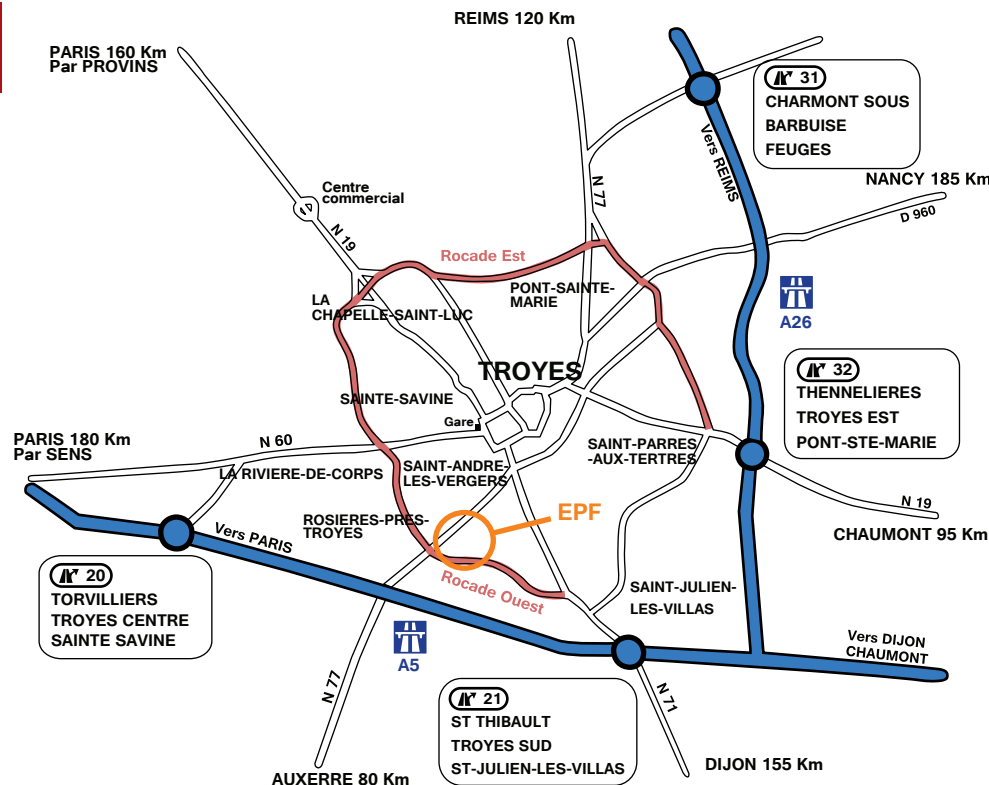 REIMS 120 Km
PARIS 160 Km
Par PROVINS
31
CHARMONT SOUS
BARBUISE
FEUGES
Vers REIMS
NANCY 185 Km
D 960
Centre
commercial
N 77
N 19
Rocade Est
PONT-SAINTE-
MARIE
LA
CHAPELLE-SAINT-LUC
A26
TROYES
32
THENNELIERES
TROYES EST
PONT-STE-MARIE
SAINTE-SAVINE
Gare
PARIS 180 Km
Par SENS
N 60
SAINT-PARRES
-AUX-TERTRES
LA RIVIERE-DE-CORPS
SAINT-ANDRE-
LES-VERGERS
N 19
CHAUMONT 95 Km
ROSIERES-PRES-
TROYES
EPF
Vers PARIS
20
TORVILLIERS
TROYES CENTRE
SAINTE SAVINE
Rocade Ouest
SAINT-JULIEN-
LES-VILLAS
A5
Vers DIJON
CHAUMONT
N 77
21
ST THIBAULT
TROYES SUD
ST-JULIEN-LES-VILLAS
N 71
DIJON 155 Km
AUXERRE 80 Km